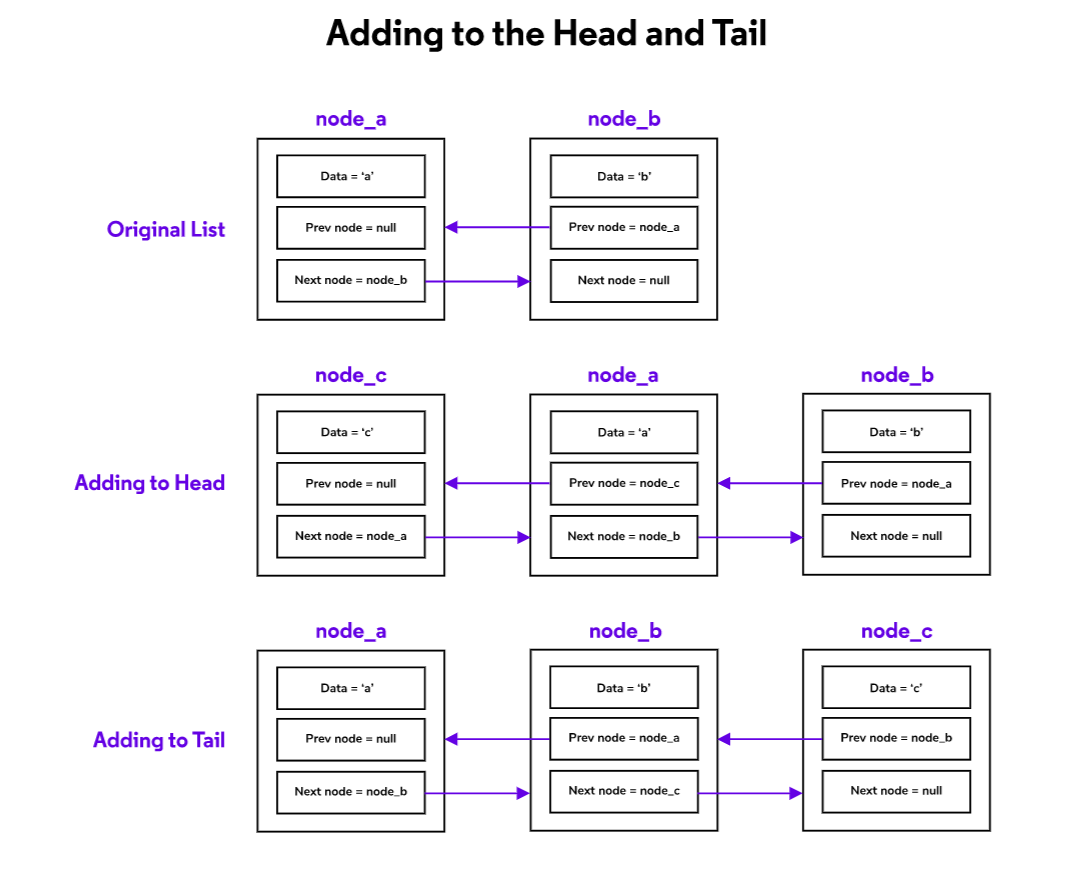 Adding to the Head and Tail
node_a
node_b
Original List
Data = ‘a’
Prev node = null
Next node = node_b
Data = ‘b’
Prev node = node_a
Next node = null
node_c
node_a
node_b
Adding to Head
Data = ‘c’
Prev node = null
Next node = node_a
Data = ‘a’
Prev node = node_c
Next node = node_b
Data = ‘b’
Prev node = node_a
Next node = null
node_a
node_b
node_c
Adding to Tail
Data = ‘a’
Prev node = null
Next node = node_b
Data = ‘b’
Prev node = node_a
Next node = node_c
Data = ‘c’
Prev node = node_b
Next node = null